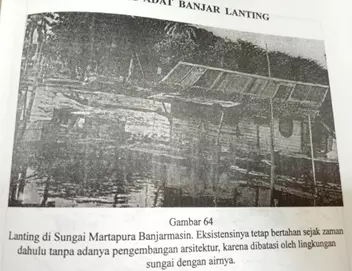 ADAT BANJAR LANTING
Gambar 64
Lanting di Sungai Martapura Banjarmasin. Eksistensinya tetap bertahan sejak zaman
dahulu tanpa adanya pengembangan arsitektur, karena dibatasi oleh lingkungan
sungai dengan airnya.